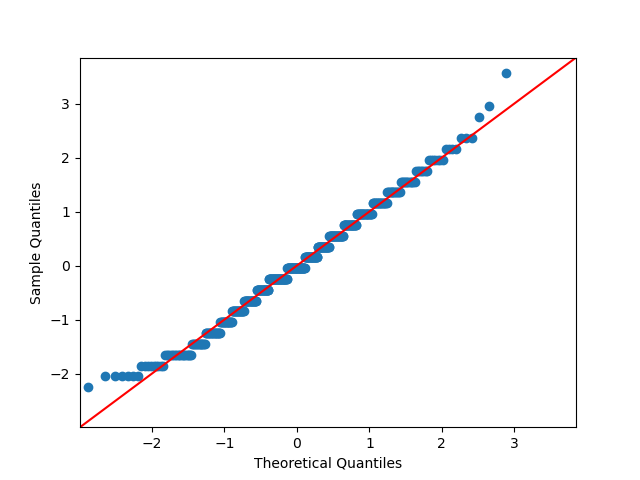 3
2
1
0
−1
−2
Sample Quantiles
−2 −1 0 1 2 3
Theoretical Quantiles